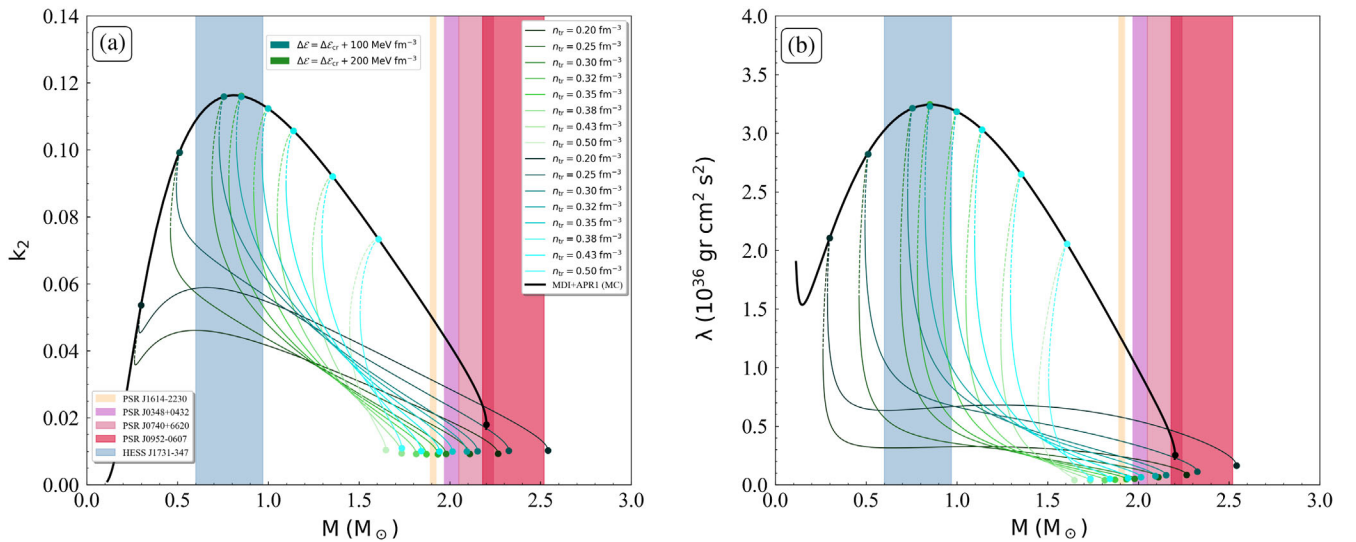 (a)
k₂
0.14
0.12
0.10
0.08
0.06
0.04
0.02
0.00
0.0 0.5 1.0 1.5 2.0 2.5 3.0
M (M⊙)
Δℰ = Δℰcr + 100 MeV fm⁻³
Δℰ = Δℰcr + 200 MeV fm⁻³
ntr = 0.20 fm⁻³
ntr = 0.25 fm⁻³
ntr = 0.30 fm⁻³
ntr = 0.32 fm⁻³
ntr = 0.35 fm⁻³
ntr = 0.38 fm⁻³
ntr = 0.43 fm⁻³
ntr = 0.50 fm⁻³
ntr = 0.20 fm⁻³
ntr = 0.25 fm⁻³
ntr = 0.30 fm⁻³
ntr = 0.32 fm⁻³
ntr = 0.35 fm⁻³
ntr = 0.38 fm⁻³
ntr = 0.43 fm⁻³
ntr = 0.50 fm⁻³
MDI+APR1 (MC)
PSR J1614-2230
PSR J0348+0432
PSR J0740+6620
PSR J0952-0607
HESS J1731-347
(b)
λ (10³⁶ gr cm² s²)
4.0
3.5
3.0
2.5
2.0
1.5
1.0
0.5
0.0
0.0 0.5 1.0 1.5 2.0 2.5 3.0
M (M⊙)